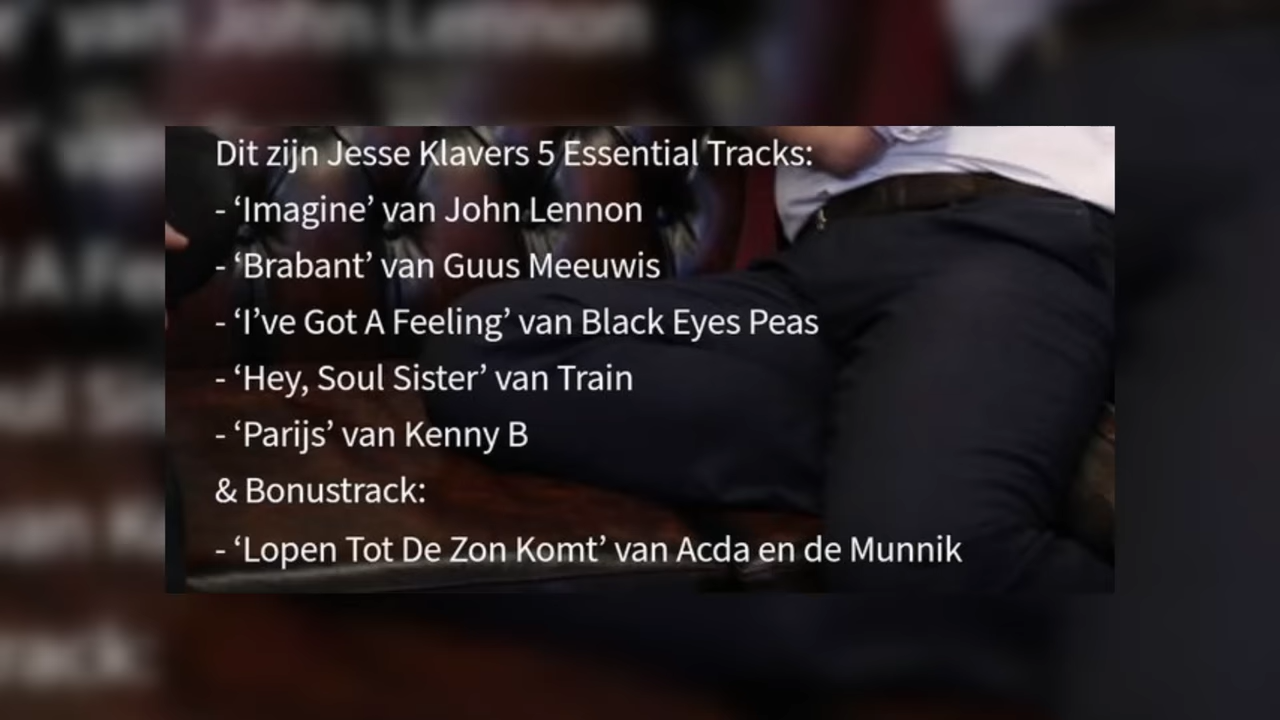 Dit zijn Jesse Klavers 5 Essential Tracks:
- ‘Imagine’ van John Lennon
- ‘Brabant’ van Guus Meeuwis
- ‘I’ve Got A Feeling’ van Black Eyes Peas
- ‘Hey, Soul Sister’ van Train
- ‘Parijs’ van Kenny B
& Bonustrack:
- ‘Lopen Tot De Zon Komt’ van Acda en de Munnik